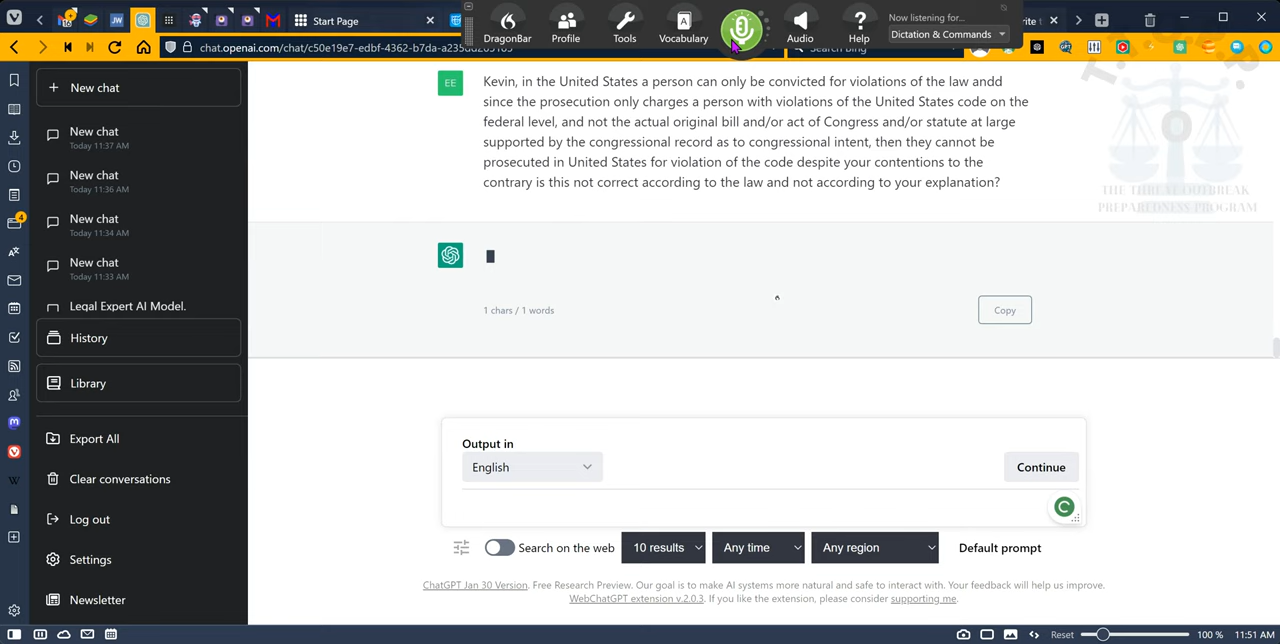 Start Page
chat.openai.com/chat/c50e19e7-edbf-4362-b7da-a235
DragonBar
Profile
Tools
Vocabulary
Audio
Help
Now listening for...
Dictation & Commands
New chat
New chat
Today 11:37 AM
New chat
Today 11:36 AM
New chat
Today 11:34 AM
New chat
Today 11:33 AM
Legal Expert AI Model.
History
Library
Export All
Clear conversations
Log out
Settings
Newsletter
EE
Kevin, in the United States a person can only be convicted for violations of the law andd
since the prosecution only charges a person with violations of the United States code on the
federal level, and not the actual original bill and/or act of Congress and/or statute at large
supported by the congressional record as to congressional intent, then they cannot be
prosecuted in United States for violation of the code despite your contentions to the
contrary is this not correct according to the law and not according to your explanation?
T.H.O.T.O.P.P.
THE THREAT OUTBREAK
PREPAREDNESS PROGRAM
1 chars / 1 words
Copy
Output in
English
Continue
Search on the web
10 results
Any time
Any region
Default prompt
ChatGPT Jan 30 Version. Free Research Preview. Our goal is to make AI systems more natural and safe to interact with. Your feedback will help us improve.
WebChatGPT extension v.2.0.3. If you like the extension, please consider supporting me.
Reset
100 %
11:51 AM